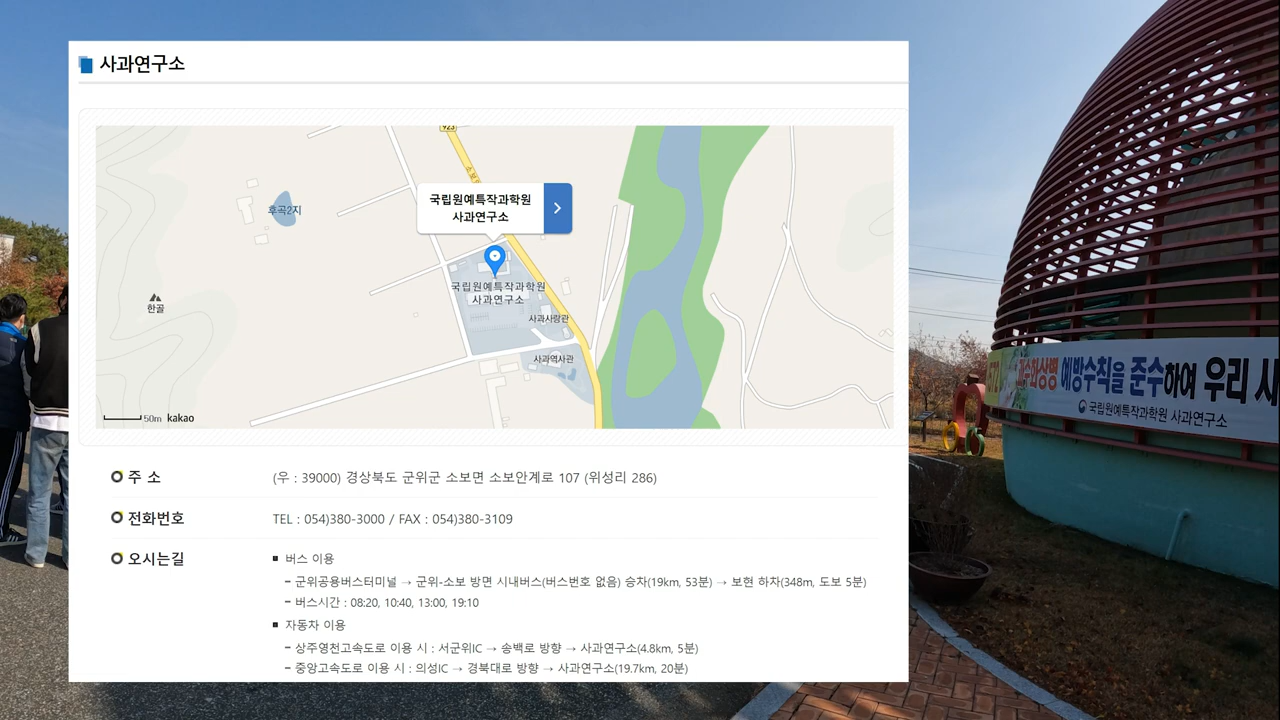 사과연구소
923
국립원예특작과학원
사과연구소
후곡2지
국립원예특작과학원
사과연구소
한골
사과사랑관
사과역사관
50m kakao
주 소
(우 : 39000) 경상북도 군위군 소보면 소보안계로 107 (위성리 286)
전화번호
TEL : 054)380-3000 / FAX : 054)380-3109
오시는길
버스 이용
- 군위공용버스터미널 → 군위-소보 방면 시내버스(버스번호 없음) 승차(19km, 53분) → 보현 하차(348m, 도보 5분)
- 버스시간 : 08:20, 10:40, 13:00, 19:10
자동차 이용
- 상주영천고속도로 이용 시 : 서군위IC → 송백로 방향 → 사과연구소(4.8km, 5분)
- 중앙고속도로 이용 시 : 의성IC → 경북대로 방향 → 사과연구소(19.7km, 20분)
과수화상병 예방수칙을 준수하여 우리 사
국립원예특작과학원 사과연구소